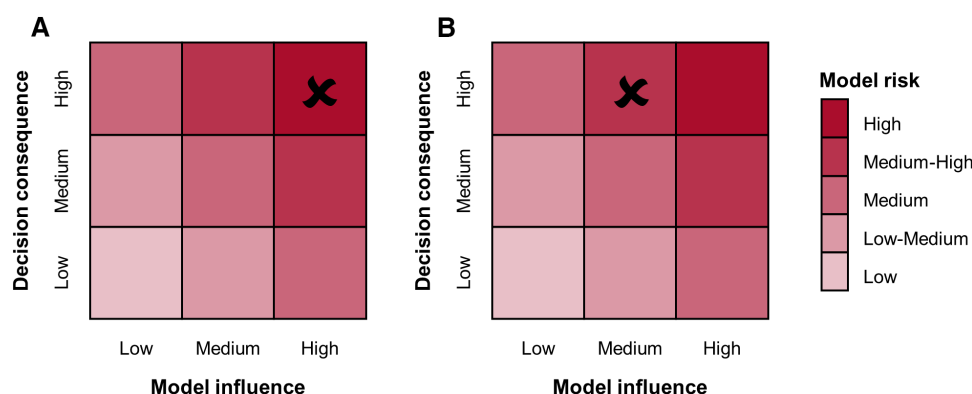 A
Decision consequence
High
Medium
Low
Low Medium High
Model influence
B
Decision consequence
High
Medium
Low
Low Medium High
Model influence
Model risk
High
Medium-High
Medium
Low-Medium
Low